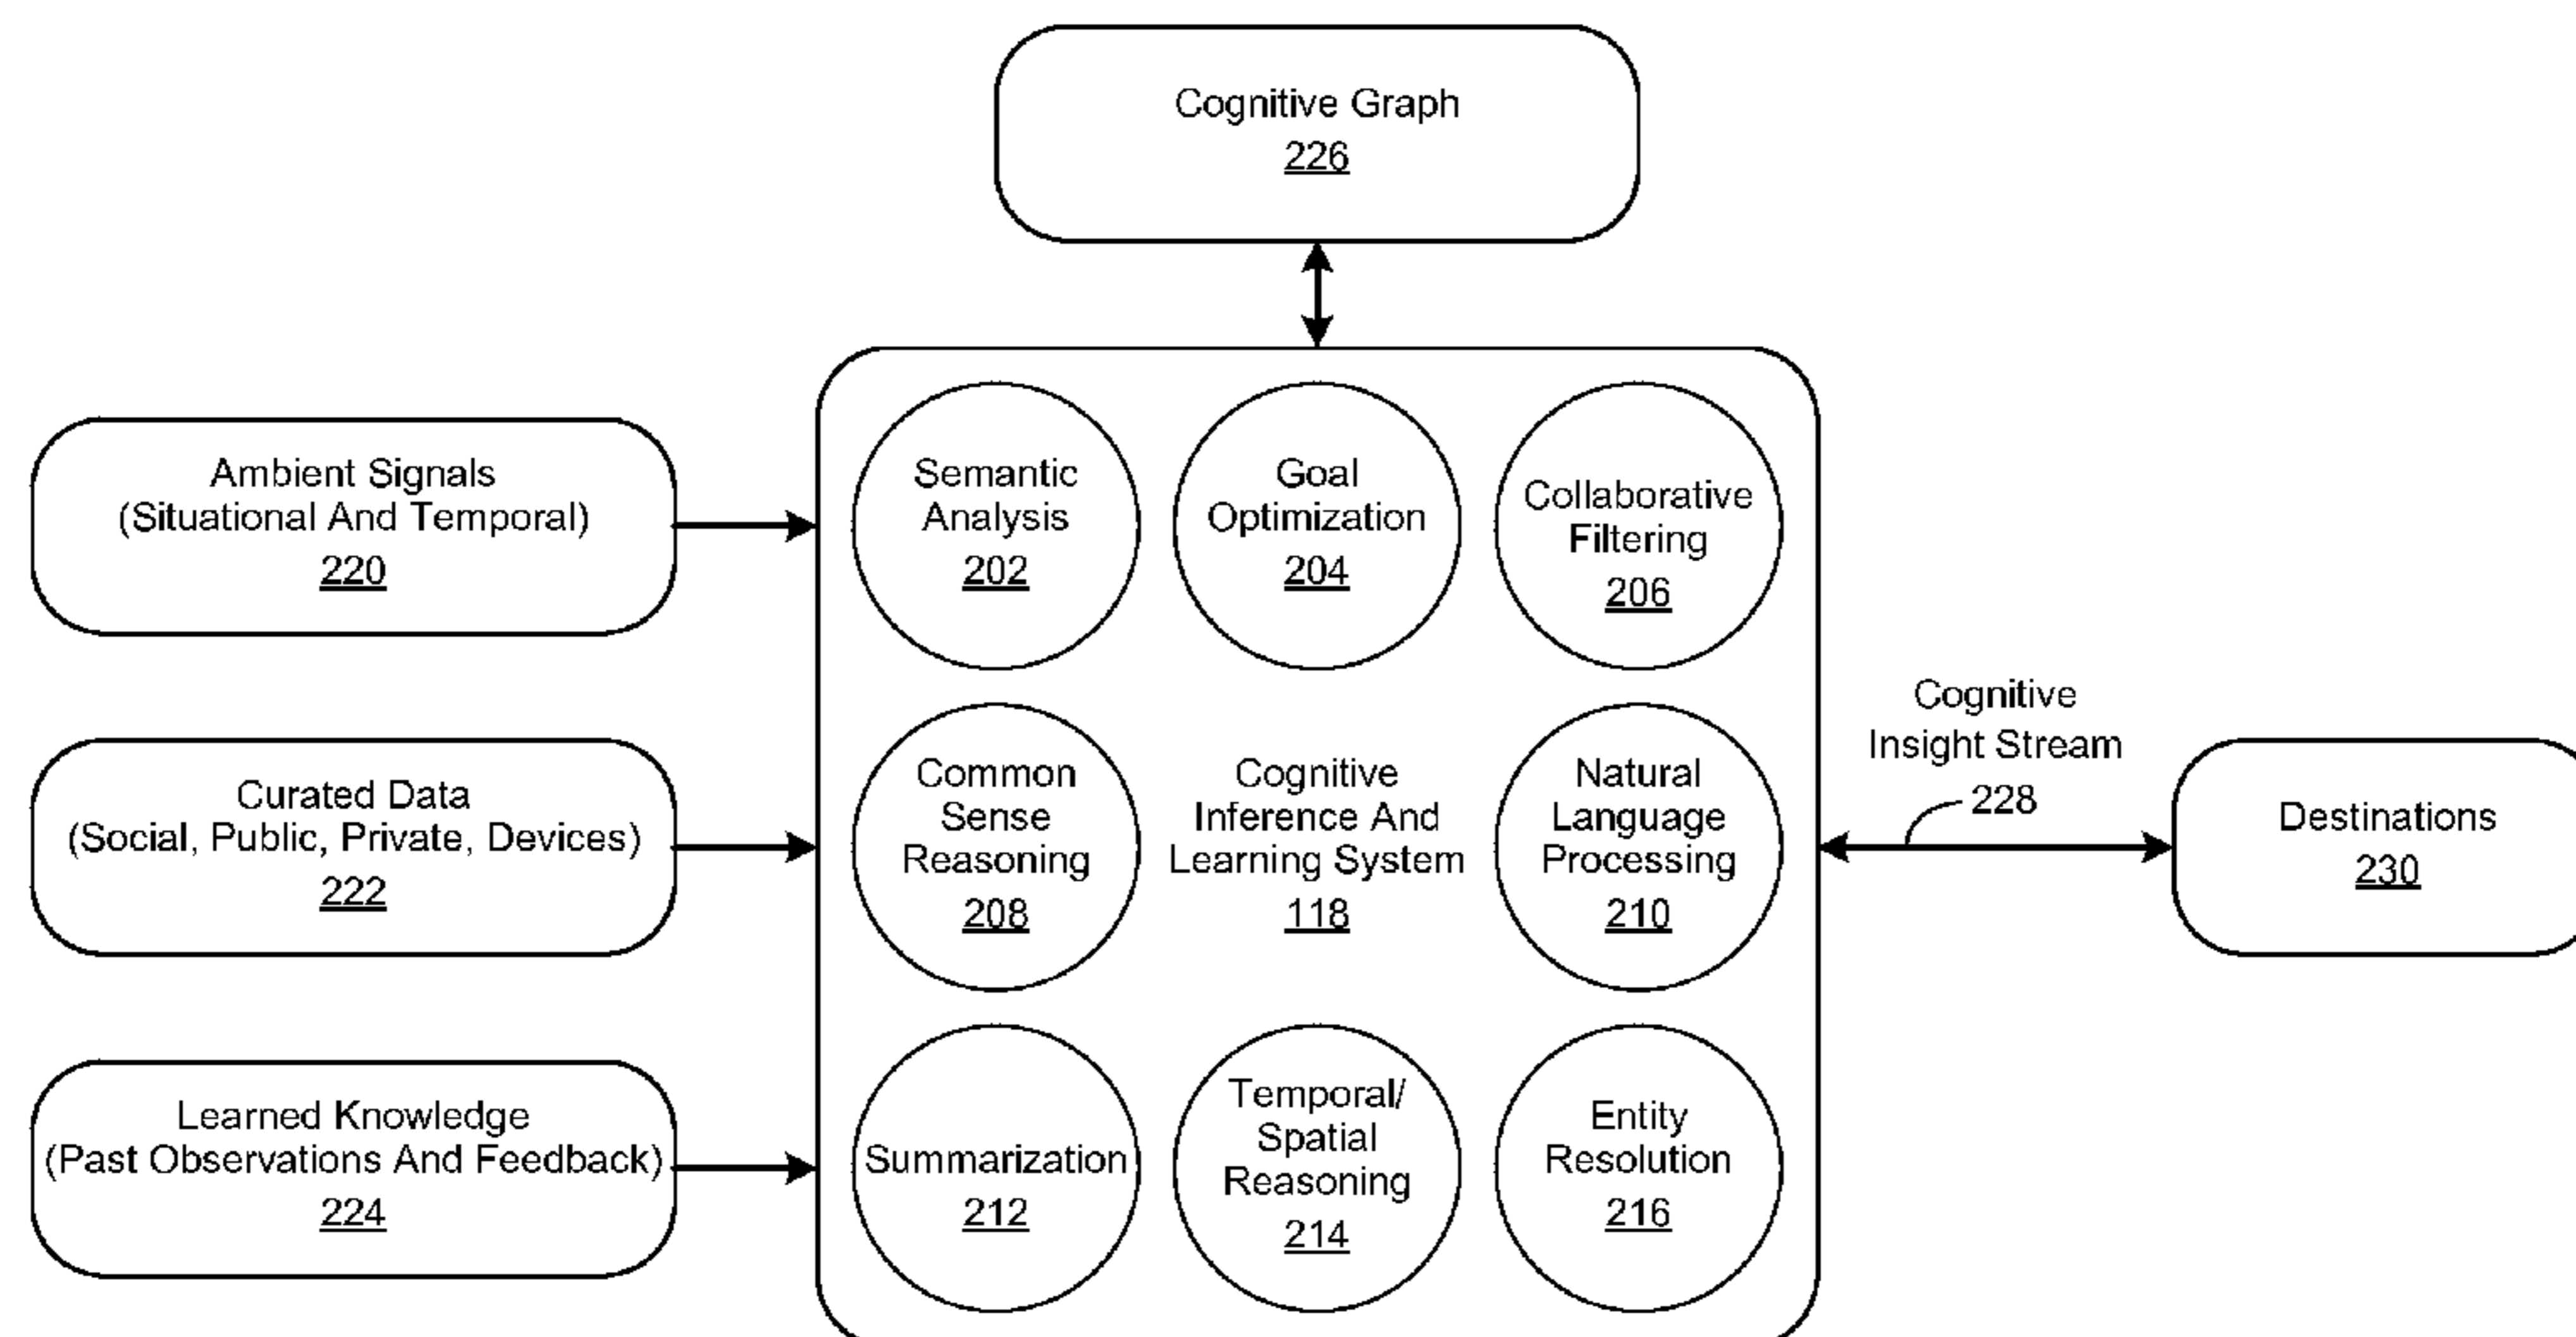 Cognitive Graph
226
Ambient Signals
(Situational And Temporal)
220
Semantic
Analysis
202
Goal
Optimization
204
Collaborative
Filtering
206
Curated Data
(Social, Public, Private, Devices)
222
Common
Sense
Reasoning
208
Cognitive
Inference And
Learning System
118
Natural
Language
Processing
210
Cognitive
Insight Stream
228
Destinations
230
Learned Knowledge
(Past Observations And Feedback)
224
Summarization
212
Temporal/
Spatial
Reasoning
214
Entity
Resolution
216